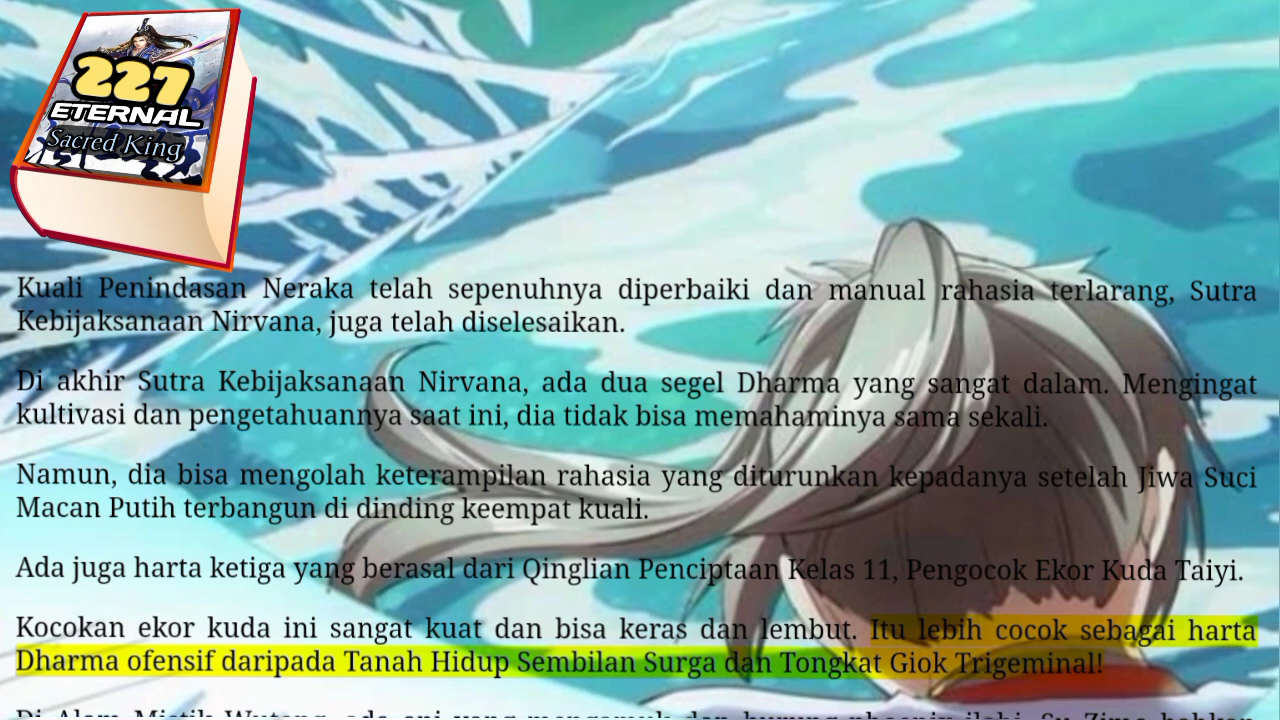 227
ETERNAL
Sacred King
Kuali Penindasan Neraka telah sepenuhnya diperbaiki dan manual rahasia terlarang, Sutra
Kebijaksanaan Nirvana, juga telah diselesaikan.
Di akhir Sutra Kebijaksanaan Nirvana, ada dua segel Dharma yang sangat dalam. Mengingat
kultivasi dan pengetahuannya saat ini, dia tidak bisa memahaminya sama sekali.
Namun, dia bisa mengolah keterampilan rahasia yang diturunkan kepadanya setelah Jiwa Suci
Macan Putih terbangun di dinding keempat kuali.
Ada juga harta ketiga yang berasal dari Qinglian Penciptaan Kelas 11, Pengocok Ekor Kuda Taiyi.
Kocokan ekor kuda ini sangat kuat dan bisa keras dan lembut. Itu lebih cocok sebagai harta
Dharma ofensif daripada Tanah Hidup Sembilan Surga dan Tongkat Giok Trigeminal!